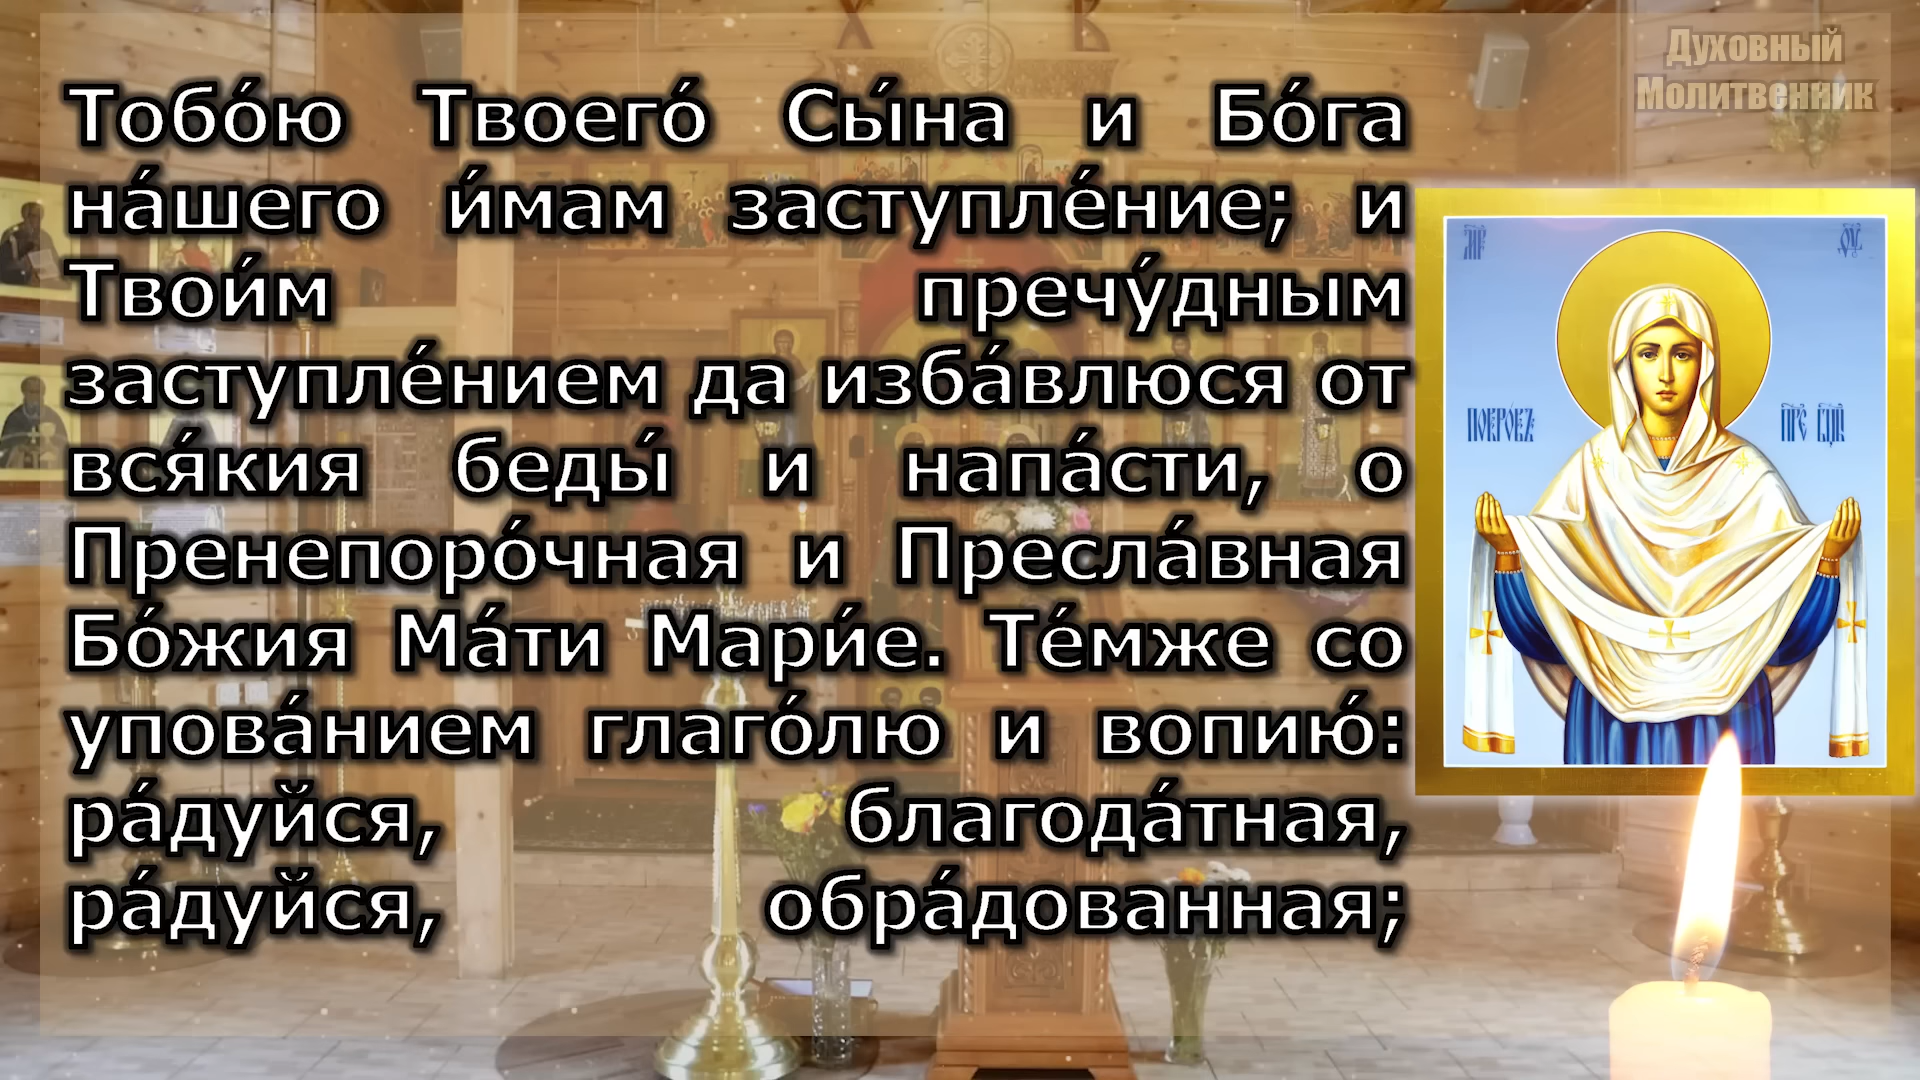 Духовный
Молитвенник
Тобо́ю Твоего́ Сы́на и Бо́га
на́шего и́мам заступле́ние; и
Твои́м пречу́дным
заступле́нием да изба́влюся от
вся́кия беды́ и напа́сти, о
Пренепоро́чная и Пресла́вная
Бо́жия Ма́ти Мари́е. Те́мже со
упова́нием глаго́лю и вопию́:
ра́дуйся, благода́тная,
ра́дуйся, обра́дованная;
ПОКРО́ВЪ